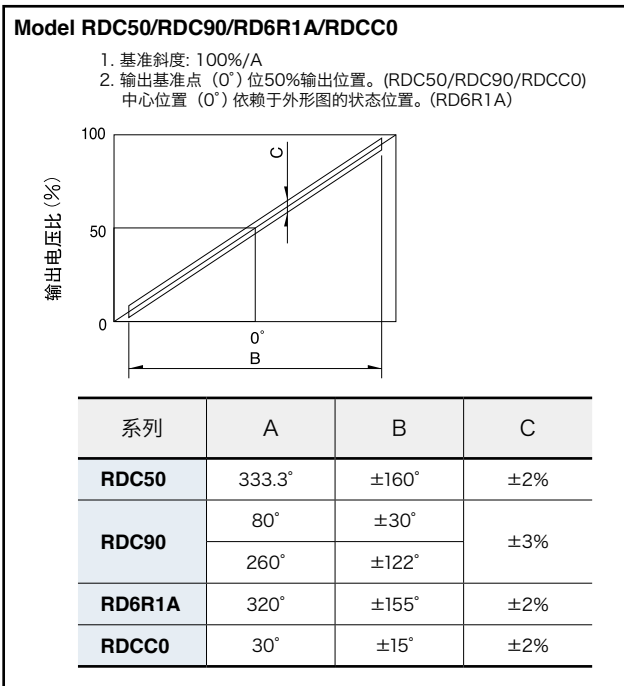 Model RDC50/RDC90/RD6R1A/RDCC0
1. 基准斜度: 100%/A
2. 输出基准点（0˚）位50%输出位置。(RDC50/RDC90/RDCC0)
中心位置（0˚）依赖于外形图的状态位置。(RD6R1A）
100
C
输出电压比 (%)
50
0
0˚
B
系列 A B C
RDC50 333.3˚ ±160˚ ±2%
RDC90 80˚ ±30˚ ±3%
260˚ ±122˚
RD6R1A 320˚ ±155˚ ±2%
RDCC0 30˚ ±15˚ ±2%